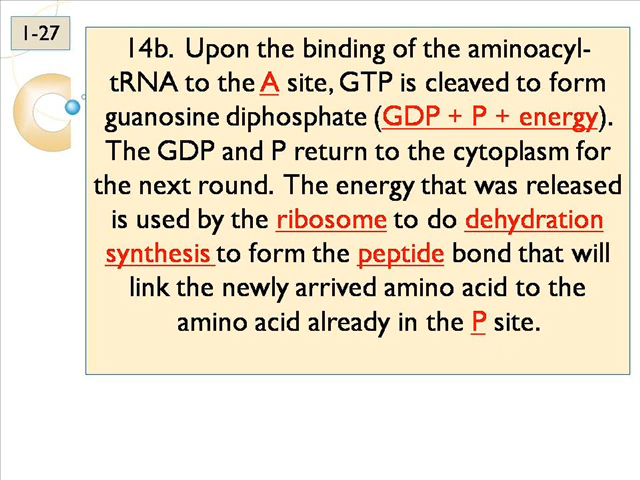 1-27
14b. Upon the binding of the aminoacyl-
tRNA to the A site, GTP is cleaved to form
guanosine diphosphate (GDP + P + energy).
The GDP and P return to the cytoplasm for
the next round. The energy that was released
is used by the ribosome to do dehydration
synthesis to form the peptide bond that will
link the newly arrived amino acid to the
amino acid already in the P site.